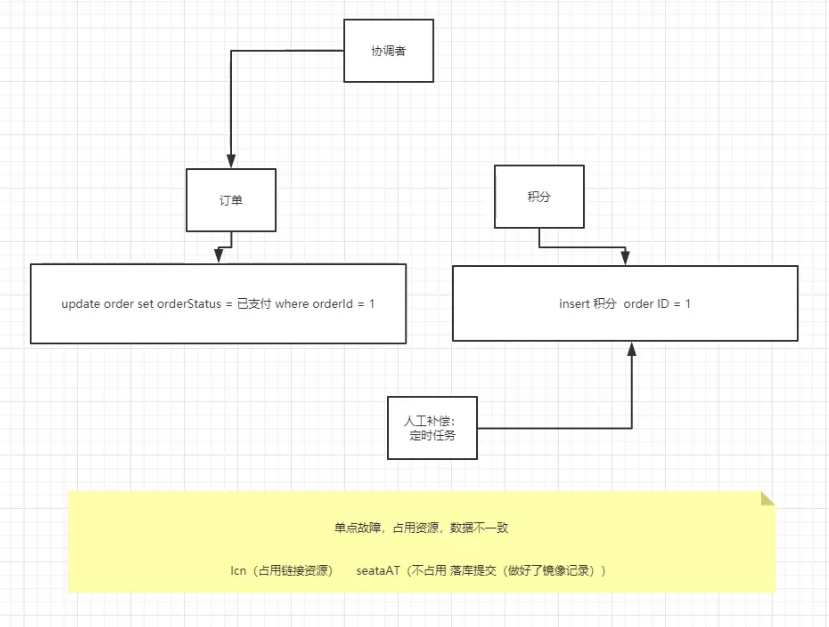 协调者
订单
积分
update order set orderStatus = 已支付 where orderId = 1
insert 积分 order ID = 1
人工补偿：
定时任务
单点故障，占用资源，数据不一致
lcn（占用链接资源） seataAT（不占用 落库提交（做好了镜像记录））